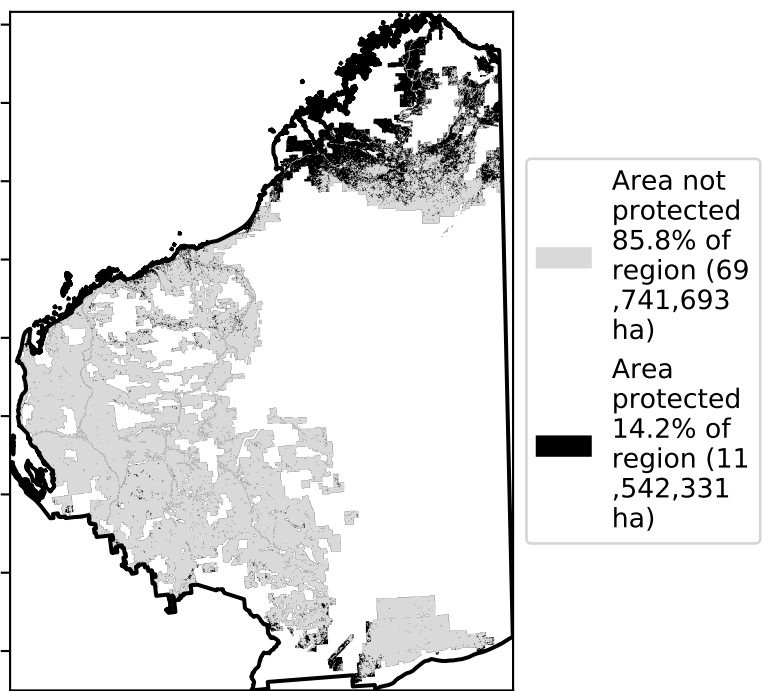 Area not
protected
85.8% of
region (69
,741,693
ha)
Area
protected
14.2% of
region (11
,542,331
ha)